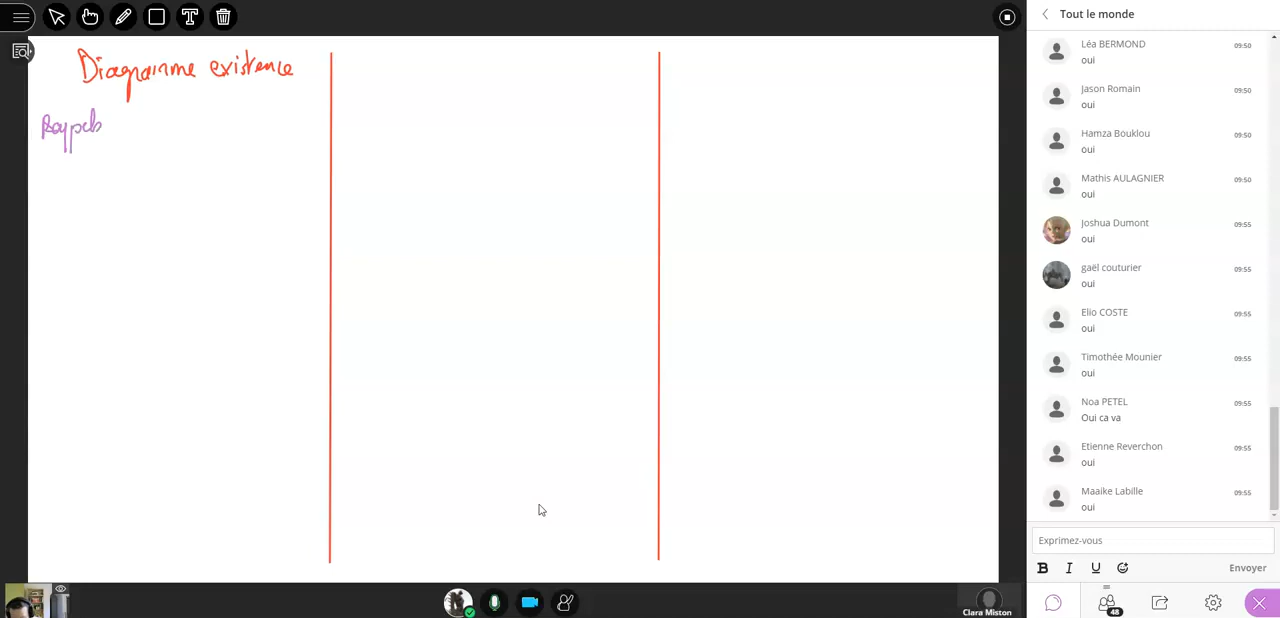 Diagramme existence
Tout le monde
Léa BERMOND 09:50
oui
Jason Romain 09:50
oui
Hamza Bouklou 09:50
oui
Mathis AULAGNIER 09:50
oui
Joshua Dumont 09:55
oui
gaël couturier 09:55
oui
Elio COSTE 09:55
oui
Timothée Mounier 09:55
oui
Noa PETEL 09:55
Oui ca va
Etienne Reverchon 09:55
oui
Maaike Labille 09:55
oui
Exprimez-vous
B I U Envoyer
48
Clara Miston